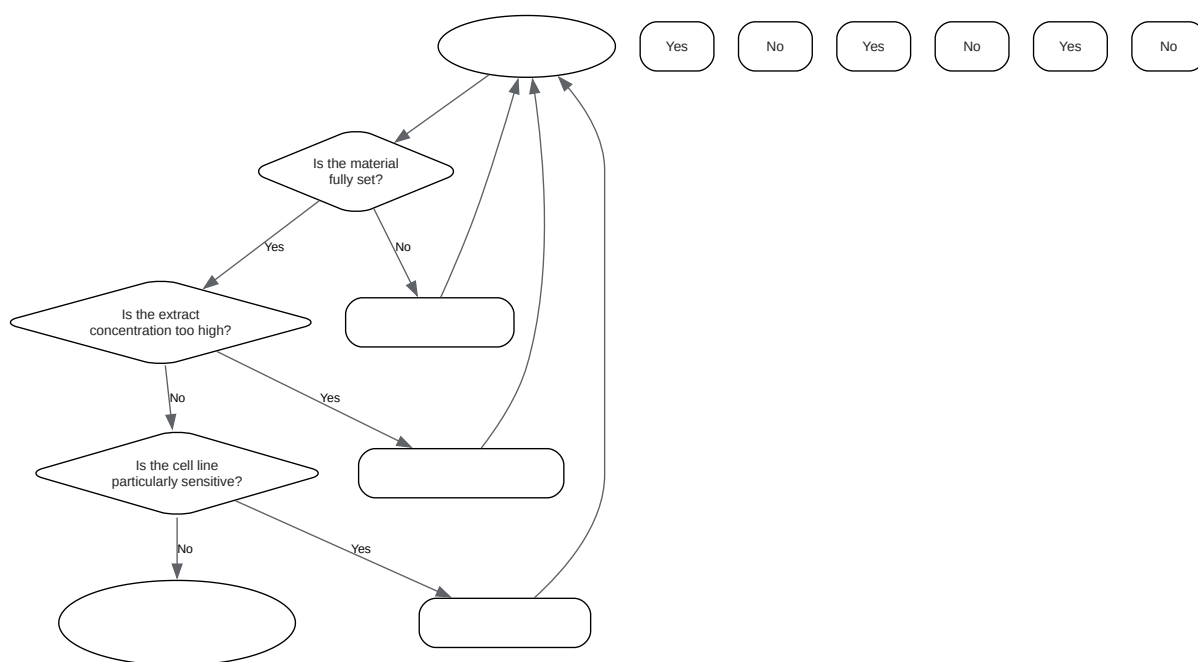 Yes
No
Yes
No
Yes
No
Is the material
fully set?
Yes
No
Is the extract
concentration too high?
No
Yes
Is the cell line
particularly sensitive?
No
Yes